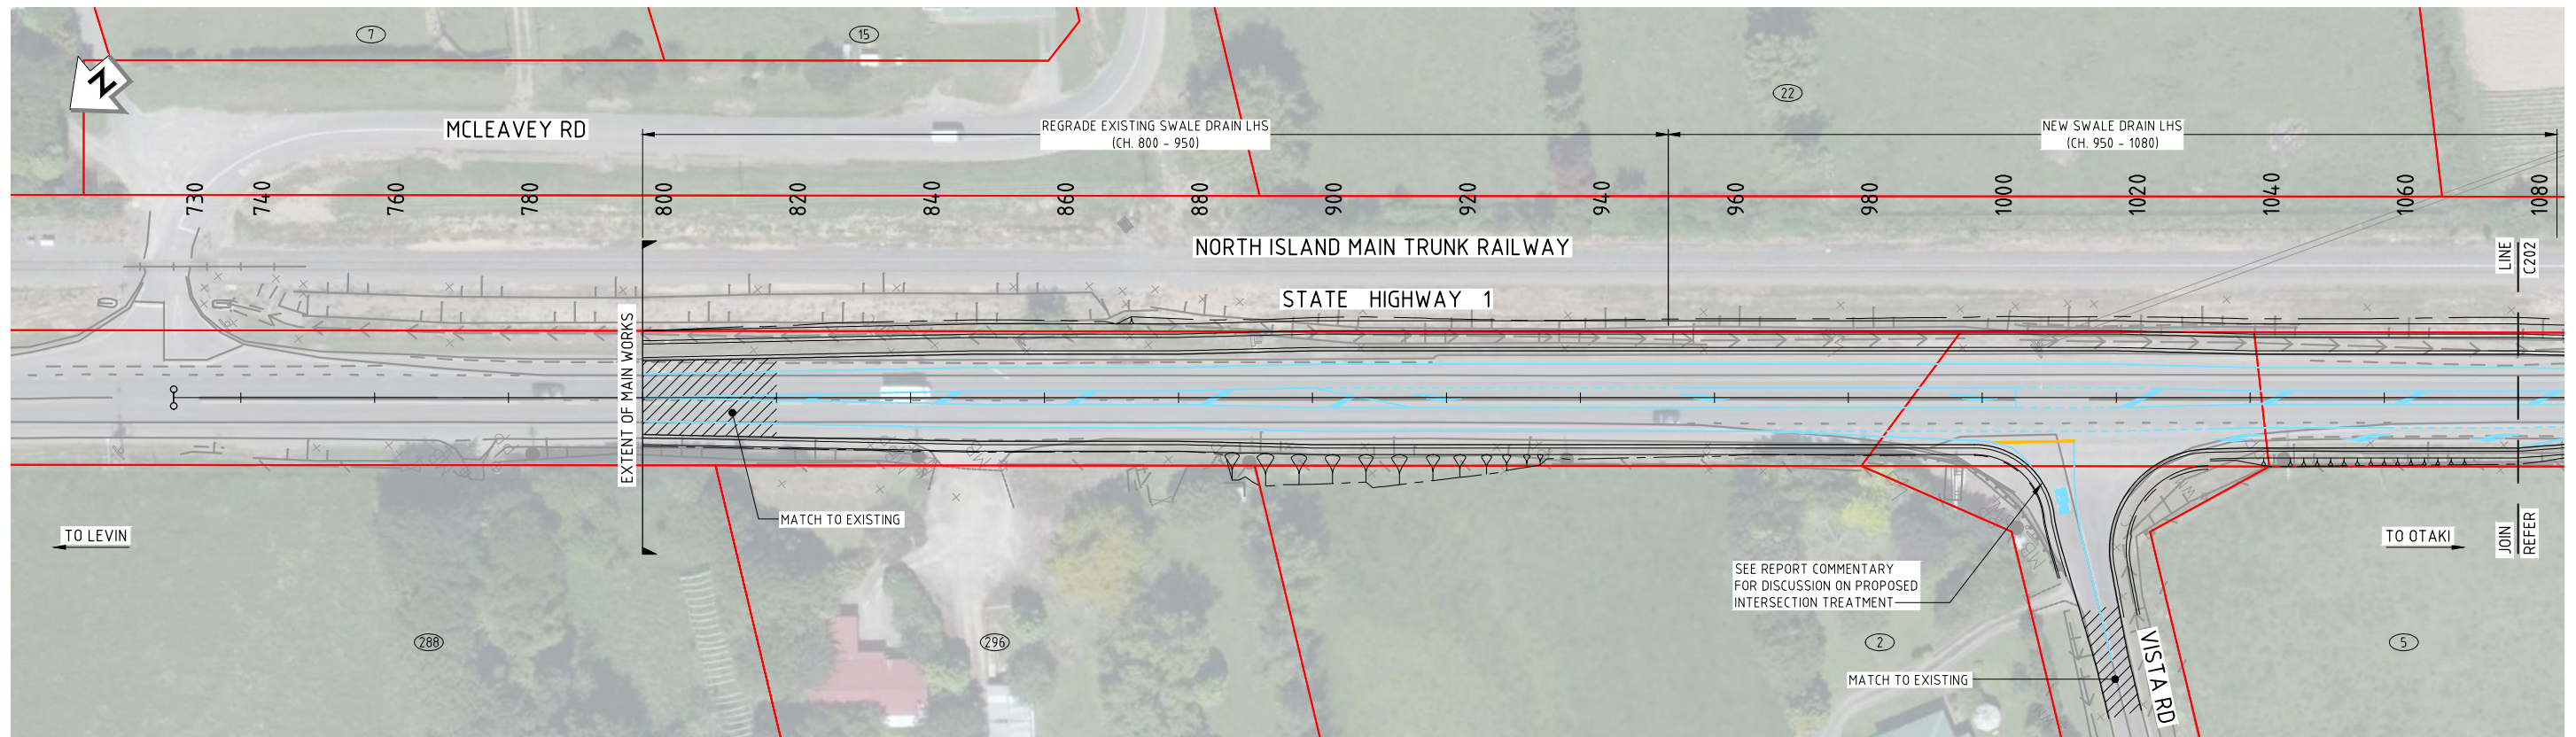 7
15
22
N
MCLEAVEY RD
REGRADE EXISTING SWALE DRAIN LHS
(CH. 800 - 950)
NEW SWALE DRAIN LHS
(CH. 950 - 1080)
730
740
760
780
800
820
840
860
880
900
920
940
960
980
1000
1020
1040
1060
1080
NORTH ISLAND MAIN TRUNK RAILWAY
STATE HIGHWAY 1
EXTENT OF MAIN WORKS
JOIN LINE
REFER C202
MATCH TO EXISTING
TO LEVIN
TO OTAKI
SEE REPORT COMMENTARY
FOR DISCUSSION ON PROPOSED
INTERSECTION TREATMENT
288
296
2
5
MATCH TO EXISTING
VISTA RD